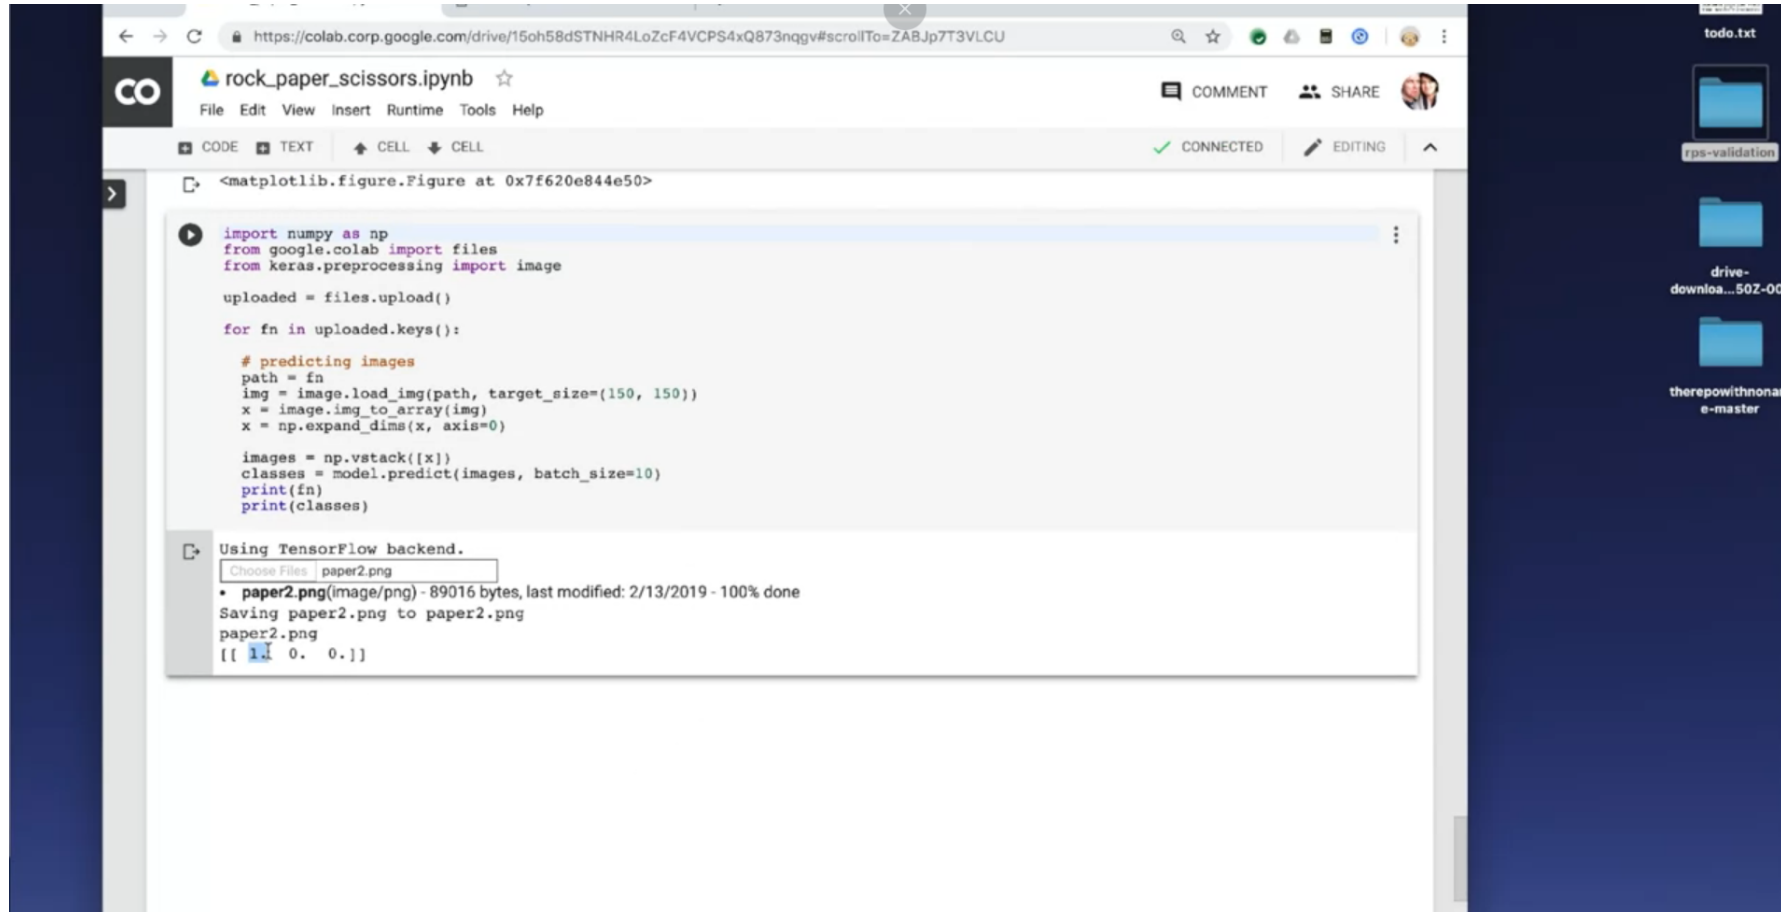 todo.txt
https://colab.corp.google.com/drive/15oh58dSTNHR4LoZcF4VCPS4xQ873nqgv#scrollTo=ZABJp7T3VLCU
CO
rock_paper_scissors.ipynb
COMMENT SHARE
File Edit View Insert Runtime Tools Help
CODE TEXT CELL CELL CONNECTED EDITING
rps-validation
<matplotlib.figure.Figure at 0x7f620e844e50>
import numpy as np
from google.colab import files
from keras.preprocessing import image
uploaded = files.upload()
for fn in uploaded.keys():
# predicting images
path = fn
img = image.load_img(path, target_size=(150, 150))
x = image.img_to_array(img)
x = np.expand_dims(x, axis=0)
images = np.vstack([x])
classes = model.predict(images, batch_size=10)
print(fn)
print(classes)
drive-
downloa...50Z-00
therepowithnonam
e-master
Using TensorFlow backend.
Choose Files paper2.png
• paper2.png(image/png) - 89016 bytes, last modified: 2/13/2019 - 100% done
Saving paper2.png to paper2.png
paper2.png
[[ 1. 0. 0.]]